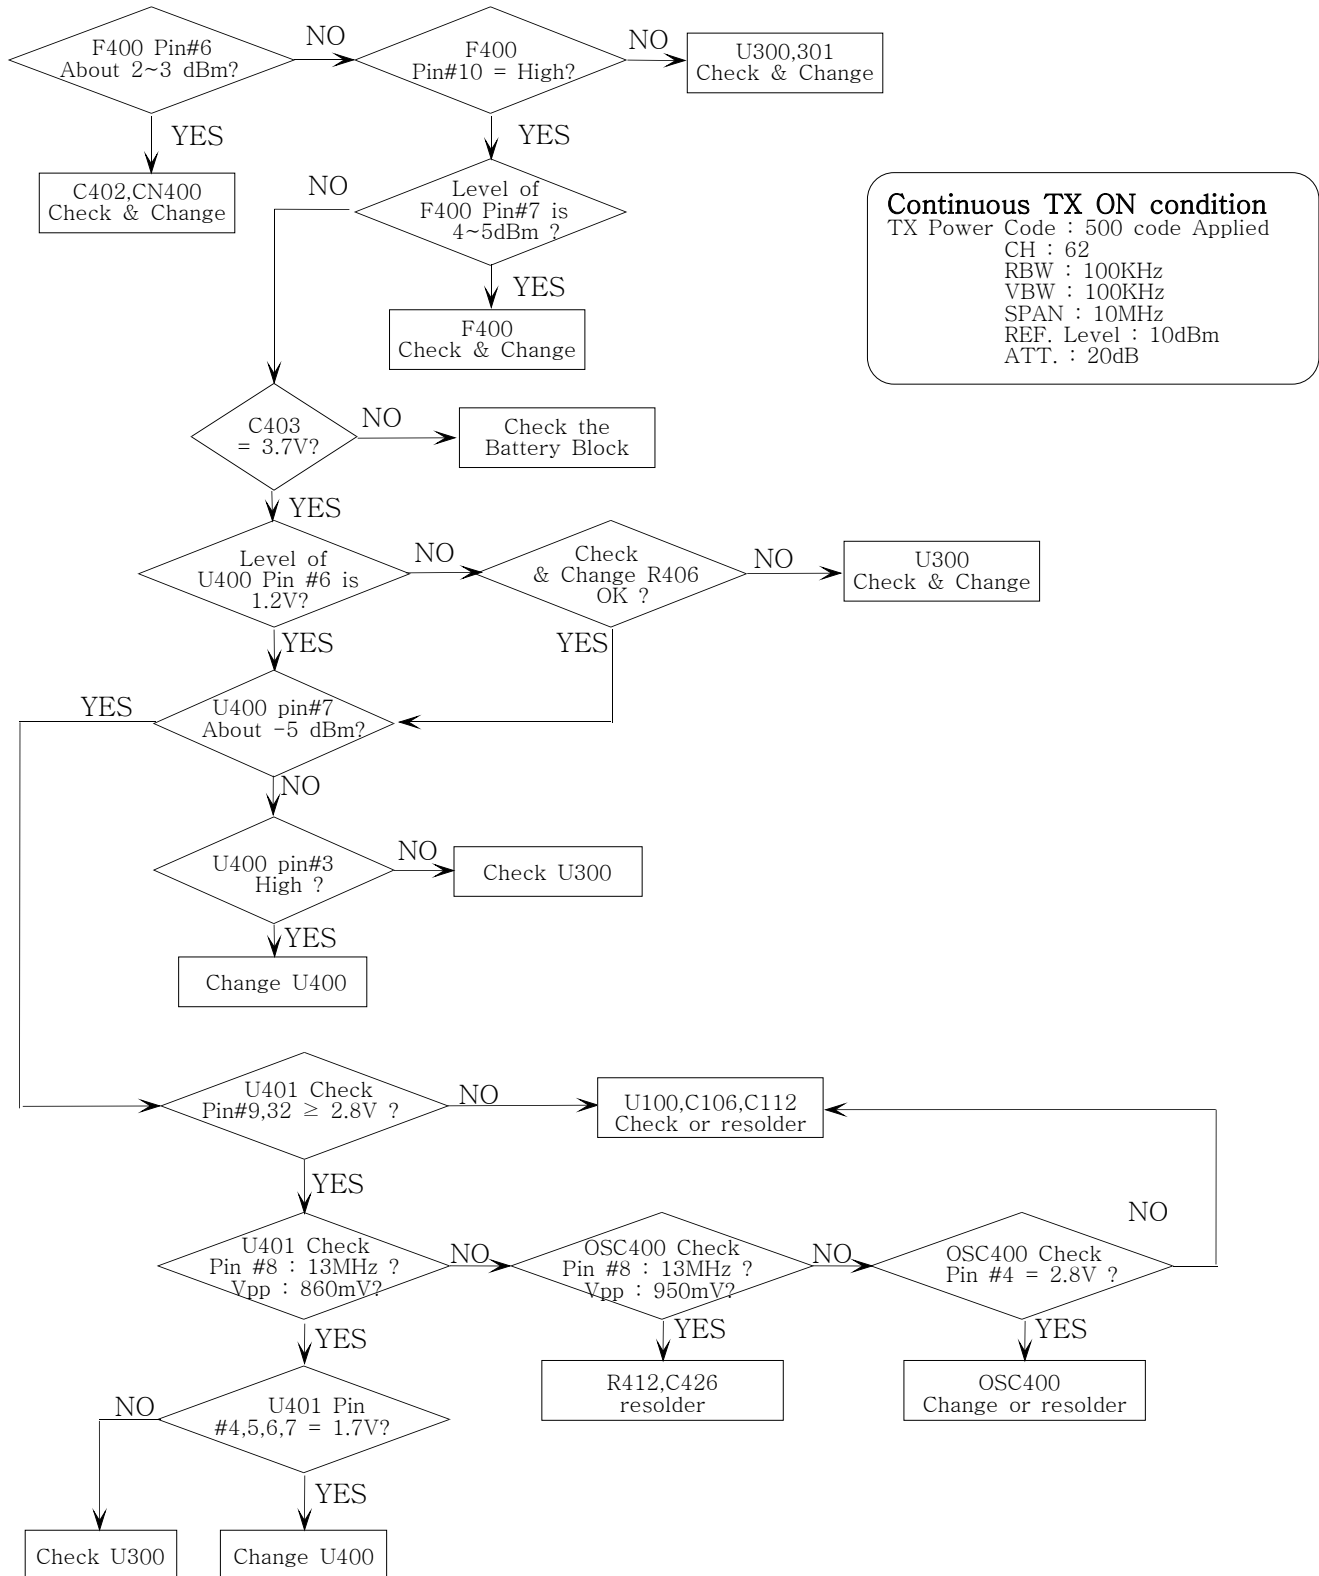 F400 Pin#6
About 2~3 dBm?
NO
F400
Pin#10 = High?
NO
U300,301
Check & Change
YES
YES
C402,CN400
Check & Change
NO
Level of
F400 Pin#7 is
4~5dBm ?
Continuous TX ON condition
TX Power Code : 500 code Applied
CH : 62
RBW : 100KHz
VBW : 100KHz
SPAN : 10MHz
REF. Level : 10dBm
ATT. : 20dB
YES
F400
Check & Change
C403
= 3.7V?
NO
Check the
Battery Block
YES
Level of
U400 Pin #6 is
1.2V?
NO
Check
& Change R406
OK ?
NO
U300
Check & Change
YES
YES
YES
U400 pin#7
About -5 dBm?
NO
U400 pin#3
High ?
NO
Check U300
YES
Change U400
U401 Check
Pin#9,32 ≥ 2.8V ?
NO
U100,C106,C112
Check or resolder
YES
NO
U401 Check
Pin #8 : 13MHz ?
Vpp : 860mV?
NO
OSC400 Check
Pin #8 : 13MHz ?
Vpp : 950mV?
NO
OSC400 Check
Pin #4 = 2.8V ?
YES
YES
YES
R412,C426
resolder
OSC400
Change or resolder
NO
U401 Pin
#4,5,6,7 = 1.7V?
YES
Check U300
Change U400